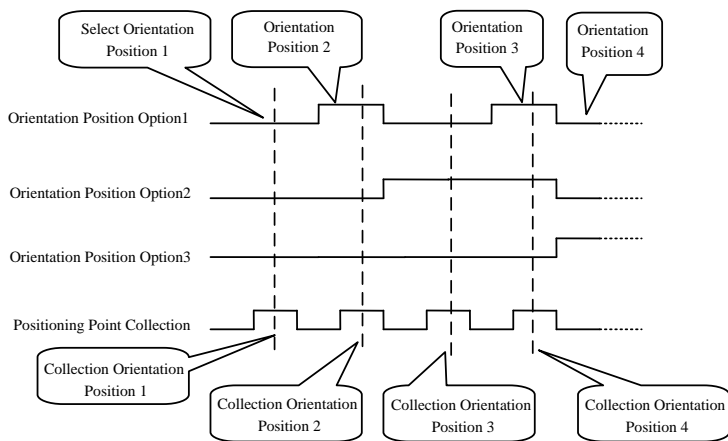 Select Orientation
Position 1
Orientation
Position 2
Orientation
Position 3
Orientation
Position 4
Orientation Position Option1
Orientation Position Option2
Orientation Position Option3
Positioning Point Collection
Collection Orientation
Position 1
Collection Orientation
Position 2
Collection Orientation
Position 3
Collection Orientation
Position 4